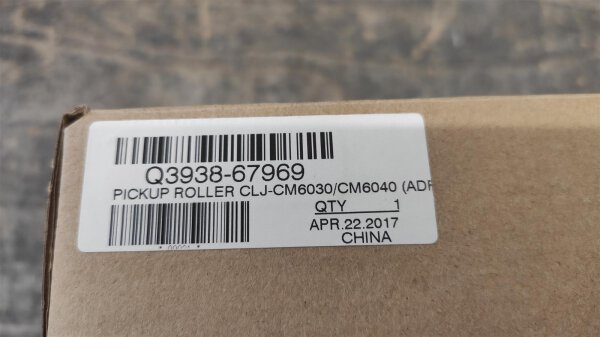 Q3938-67969
PICKUP ROLLER CLJ-CM6030/CM6040 (ADF
QTY 1
APR.22.2017
CHINA